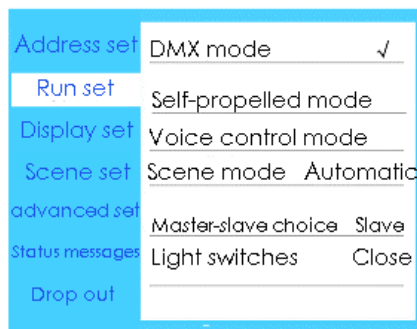 Address set
Run set
Display set
Scene set
advanced set
Status messages
Drop out
DMX mode √
Self-propelled mode
Voice control mode
Scene mode Automatic
Master-slave choice Slave
Light switches Close